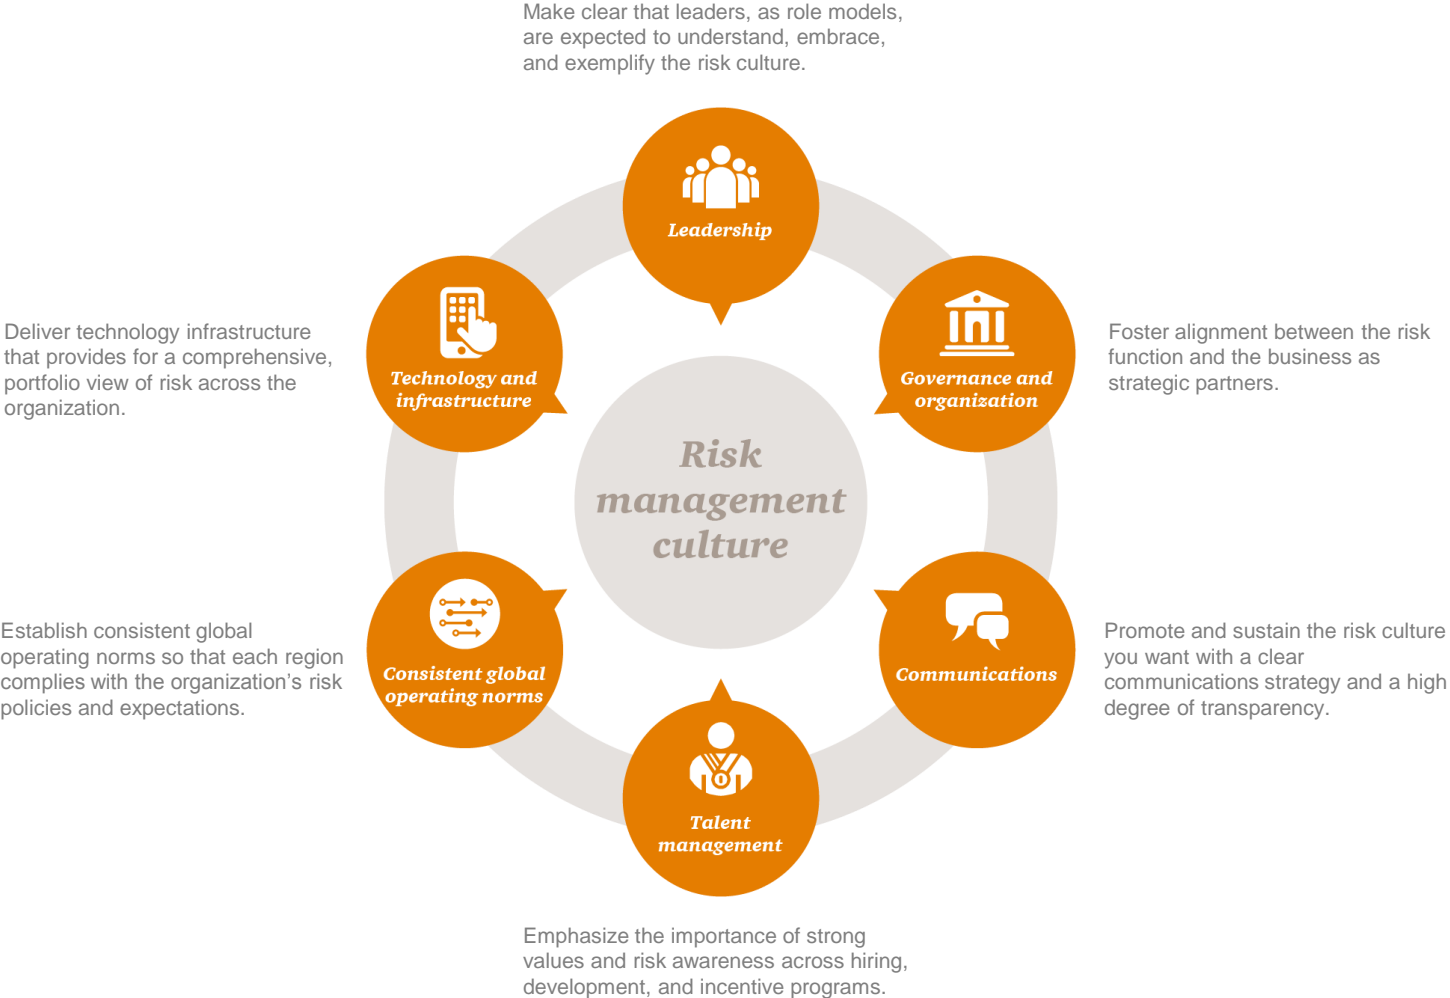 Make clear that leaders, as role models,
are expected to understand, embrace,
and exemplify the risk culture.
Leadership
Governance and
organization
Foster alignment between the risk
function and the business as
strategic partners.
Communications
Promote and sustain the risk culture
you want with a clear
communications strategy and a high
degree of transparency.
Talent
management
Emphasize the importance of strong
values and risk awareness across hiring,
development, and incentive programs.
Consistent global
operating norms
Establish consistent global
operating norms so that each region
complies with the organization’s risk
policies and expectations.
Technology and
infrastructure
Deliver technology infrastructure
that provides for a comprehensive,
portfolio view of risk across the
organization.
Risk
management
culture